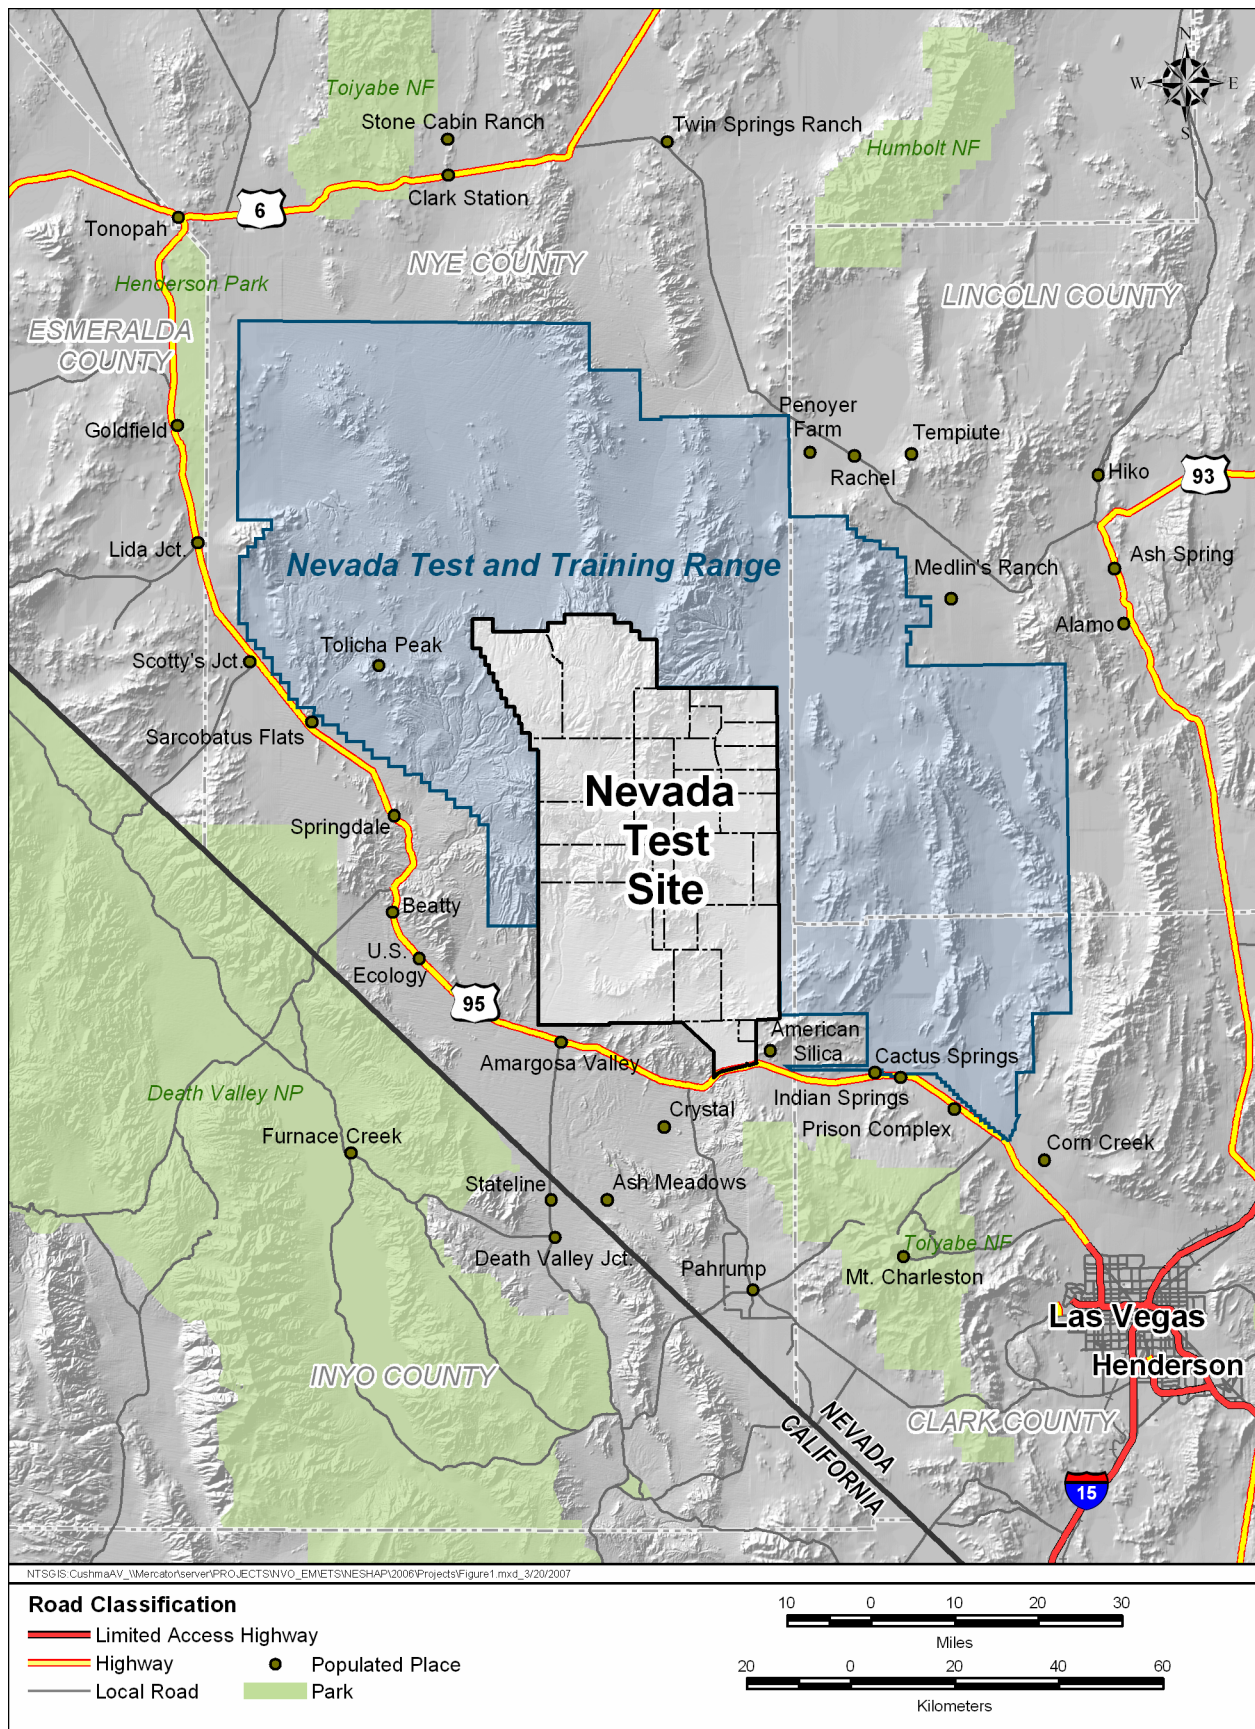 N
W E
S
Toiyabe NF
Stone Cabin Ranch
Twin Springs Ranch
Humbolt NF
Clark Station
6
Tonopah
NYE COUNTY
Henderson Park
LINCOLN COUNTY
ESMERALDA
COUNTY
Penoyer
Farm
Goldfield
Tempiute
Rachel
Hiko
93
Lida Jct.
Ash Spring
Nevada Test and Training Range
Medlin's Ranch
Alamo
Tolicha Peak
Scotty's Jct.
Sarcobatus Flats
Nevada
Test
Site
Springdale
Beatty
U.S.
Ecology
95
American
Silica
Amargosa Valley
Cactus Springs
Death Valley NP
Indian Springs
Crystal
Prison Complex
Furnace Creek
Corn Creek
Stateline
Ash Meadows
Toiyabe NF
Death Valley Jct.
Pahrump
Mt. Charleston
Las Vegas
Henderson
INYO COUNTY
NEVADA
CALIFORNIA
CLARK COUNTY
15
NTSGIS:CushmaAV_\\Mercator\server\PROJECTS\NVO_EM\ETS\NESHAP\2006\Projects\Figure1.mxd_3/20/2007
Road Classification
Limited Access Highway
Highway
Local Road
Populated Place
Park
10 0 10 20 30
Miles
20 0 20 40 60
Kilometers